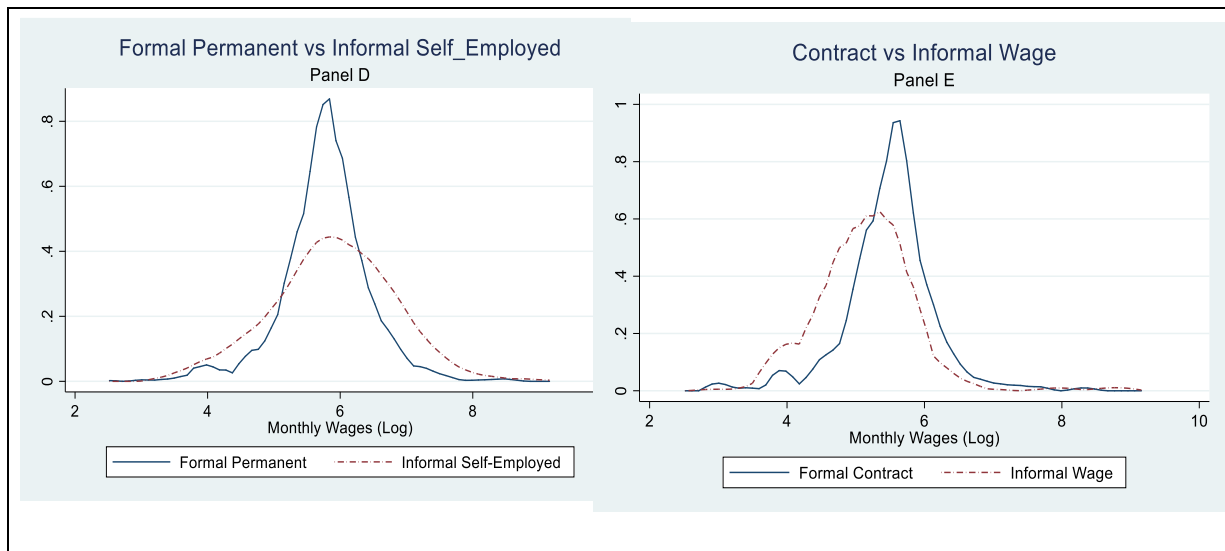 Formal Permanent vs Informal Self_Employed
Panel D
.8
.6
.4
.2
0
2 4 6 8
Monthly Wages (Log)
Formal Permanent Informal Self-Employed
Contract vs Informal Wage
Panel E
1
.8
.6
.4
.2
0
2 4 6 8 10
Monthly Wages (Log)
Formal Contract Informal Wage